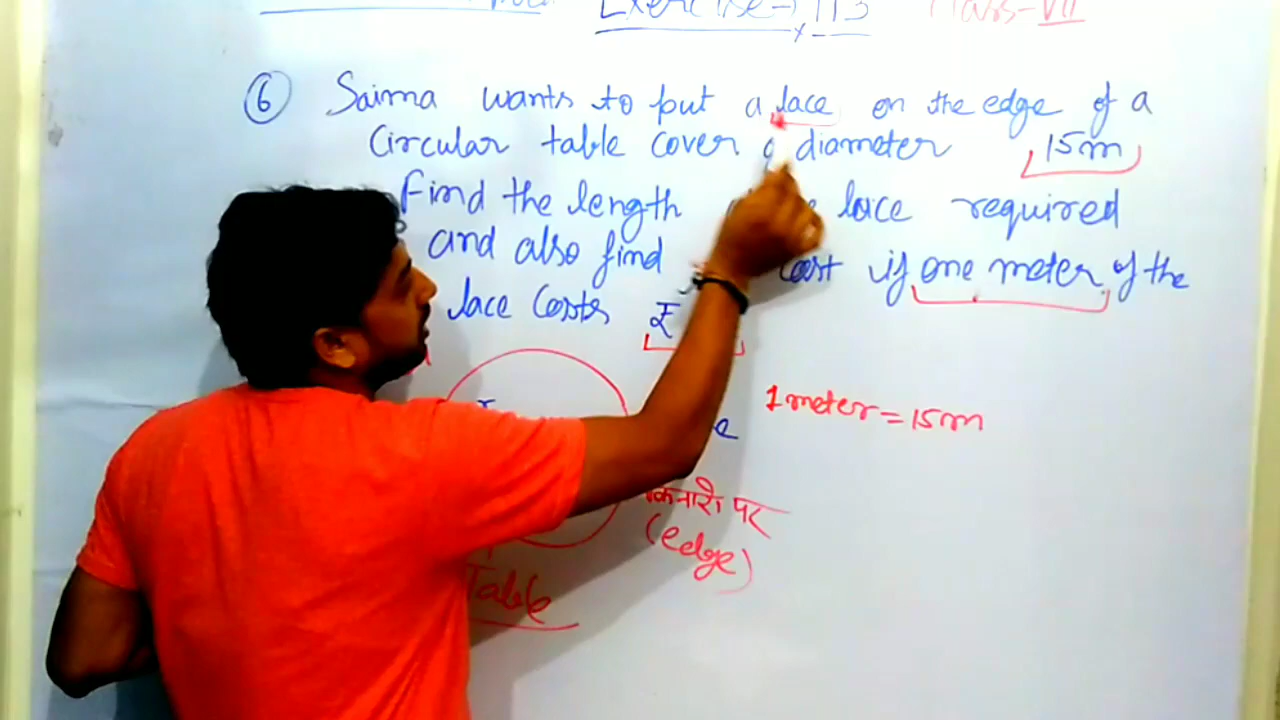 Exercise - 11.3 Class - VII
6 Saima wants to put a lace on the edge of a
Circular table cover diameter 15m
Find the length lace required
and also find cost if one meter of the
lace costs ₹
1 meter = 15m
किनारे पर
(edge)
Table